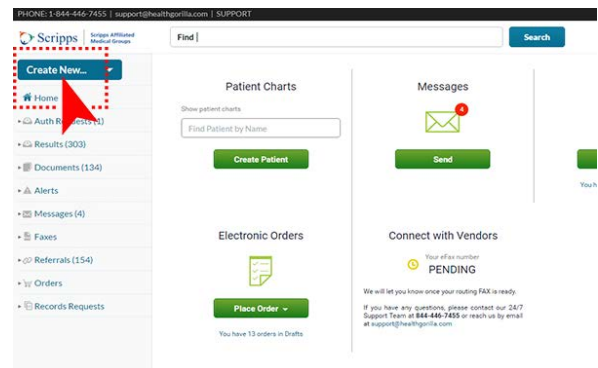 PHONE: 1-844-446-7455 | support@healthgorilla.com | SUPPORT
Scripps
Scripps Affiliated
Medical Groups
Find
Search
Create New...
Home
Auth Requests (1)
Results (303)
Documents (134)
Alerts
Messages (4)
Faxes
Referrals (154)
Orders
Records Requests
Patient Charts
Show patient charts
Find Patient by Name
Create Patient
Messages
4
Send
You h
Electronic Orders
Place Order
You have 13 orders in Drafts
Connect with Vendors
Your eFax number
PENDING
We will let you know once your routing FAX is ready.
If you have any questions, please contact our 24/7
Support Team at 844-446-7455 or reach us by email
at support@healthgorilla.com